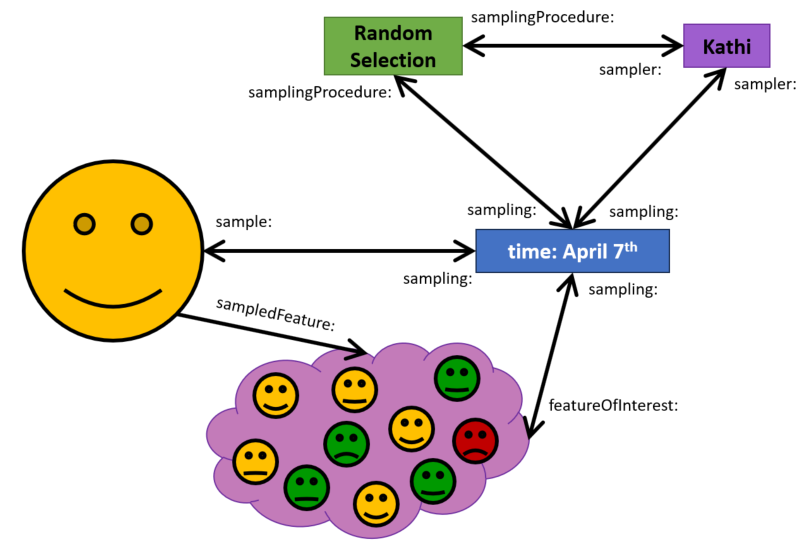 samplingProcedure:
Random
Selection
Kathi
sampler:
samplingProcedure:
sampler:
sampling:
sampling:
sample:
time: April 7th
sampling:
sampling:
sampledFeature:
featureOfInterest: